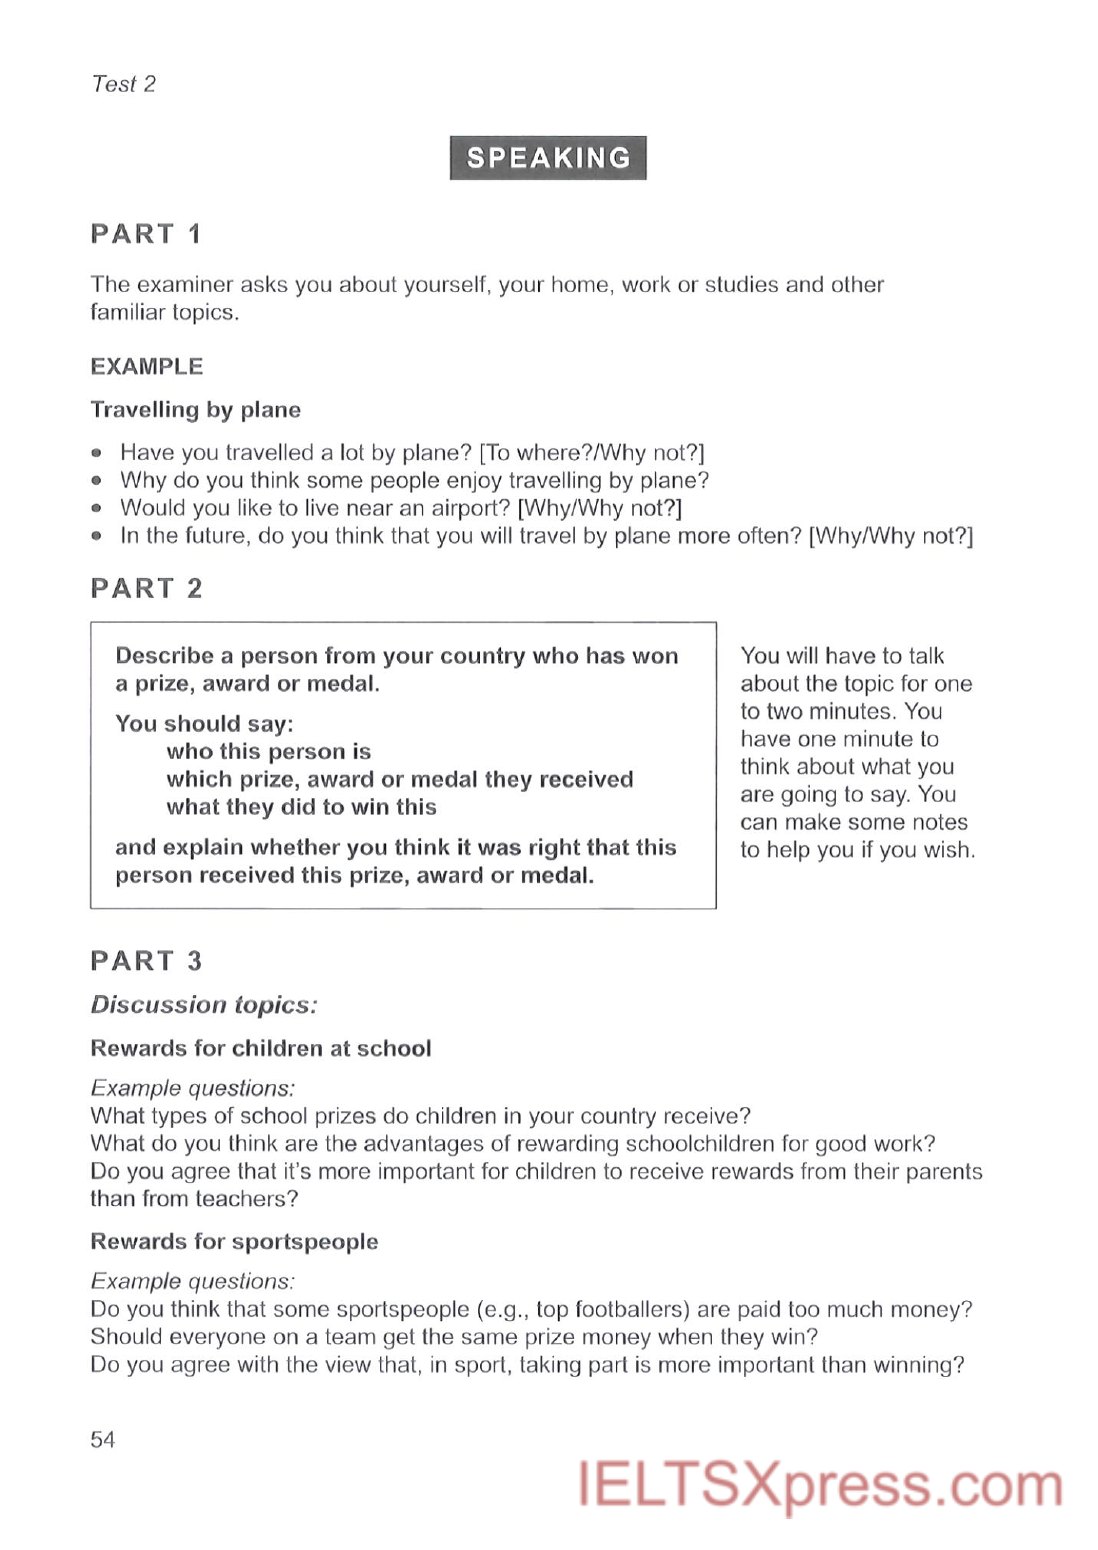 Test 2
SPEAKING
PART 1
The examiner asks you about yourself, your home, work or studies and other
familiar topics.
EXAMPLE
Travelling by plane
• Have you travelled a lot by plane? [To where?/Why not?]
• Why do you think some people enjoy travelling by plane?
• Would you like to live near an airport? [Why/Why not?]
• In the future, do you think that you will travel by plane more often? [Why/Why not?]
PART 2
Describe a person from your country who has won
a prize, award or medal.
You should say:
who this person is
which prize, award or medal they received
what they did to win this
and explain whether you think it was right that this
person received this prize, award or medal.
You will have to talk
about the topic for one
to two minutes. You
have one minute to
think about what you
are going to say. You
can make some notes
to help you if you wish.
PART 3
Discussion topics:
Rewards for children at school
Example questions:
What types of school prizes do children in your country receive?
What do you think are the advantages of rewarding schoolchildren for good work?
Do you agree that it's more important for children to receive rewards from their parents
than from teachers?
Rewards for sportspeople
Example questions:
Do you think that some sportspeople (e.g., top footballers) are paid too much money?
Should everyone on a team get the same prize money when they win?
Do you agree with the view that, in sport, taking part is more important than winning?
54
IELTSXpress.com